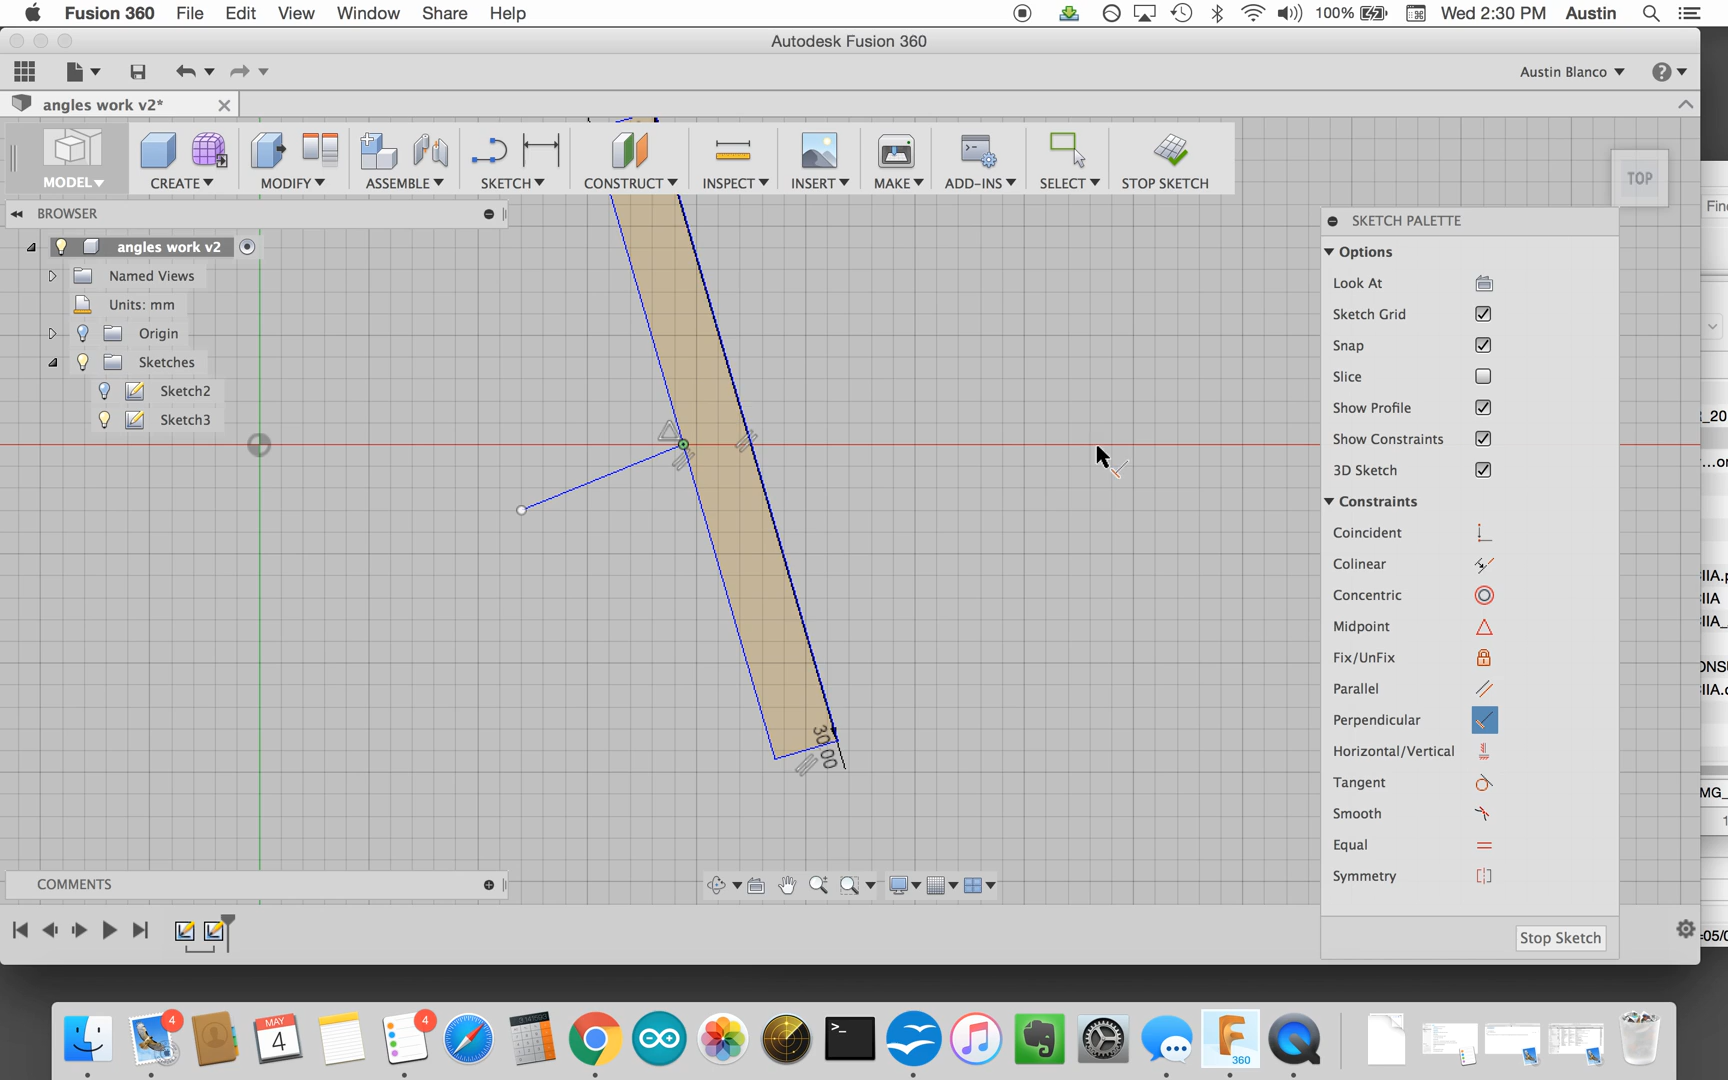 Fusion 360 File Edit View Window Share Help 100% Wed 2:30 PM Austin
Autodesk Fusion 360
Austin Blanco
angles work v2*
MODEL CREATE MODIFY ASSEMBLE SKETCH CONSTRUCT INSPECT INSERT MAKE ADD-INS SELECT STOP SKETCH
TOP
BROWSER
angles work v2
Named Views
Units: mm
Origin
Sketches
Sketch2
Sketch3
30.00
SKETCH PALETTE
Options
Look At
Sketch Grid
Snap
Slice
Show Profile
Show Constraints
3D Sketch
Constraints
Coincident
Colinear
Concentric
Midpoint
Fix/UnFix
Parallel
Perpendicular
Horizontal/Vertical
Tangent
Smooth
Equal
Symmetry
Stop Sketch
COMMENTS
4
MAY
4
4
360